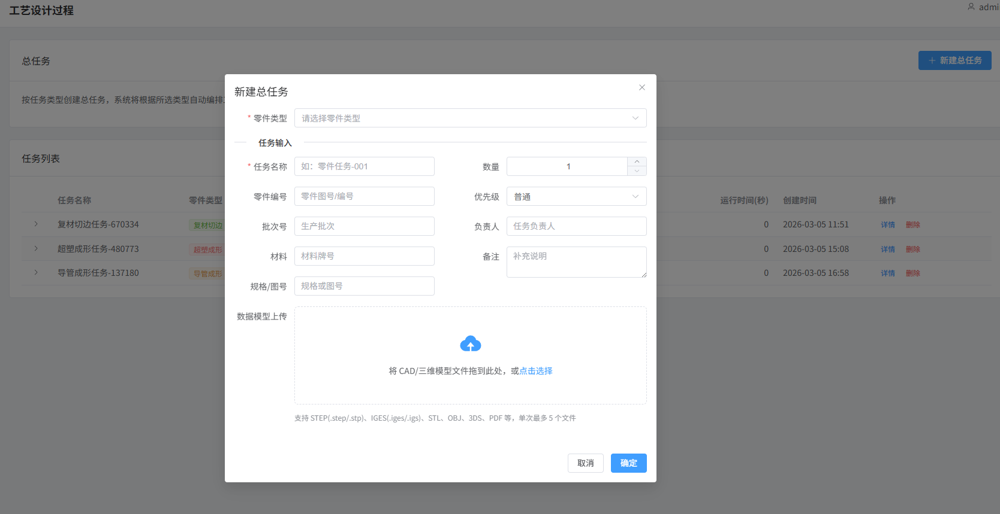 工艺设计过程
admi
总任务
新建总任务
按任务类型创建总任务，系统将根据所选类型自动编排
任务列表
任务名称 零件类型 运行时间(秒) 创建时间 操作
复材切边任务-670334 复材切边 0 2026-03-05 11:51 详情 删除
超塑成形任务-480773 超塑成形 0 2026-03-05 15:08 详情 删除
导管成形任务-137180 导管成形 0 2026-03-05 16:58 详情 删除
新建总任务
* 零件类型 请选择零件类型
任务输入
* 任务名称 如：零件任务-001 数量 1
零件编号 零件图号/编号 优先级 普通
批次号 生产批次 负责人 任务负责人
材料 材料牌号 备注 补充说明
规格/图号 规格或图号
数据模型上传
将 CAD/三维模型文件拖到此处，或点击选择
支持 STEP(.step/.stp)、IGES(.iges/.igs)、STL、OBJ、3DS、PDF 等，单次最多 5 个文件
取消 确定